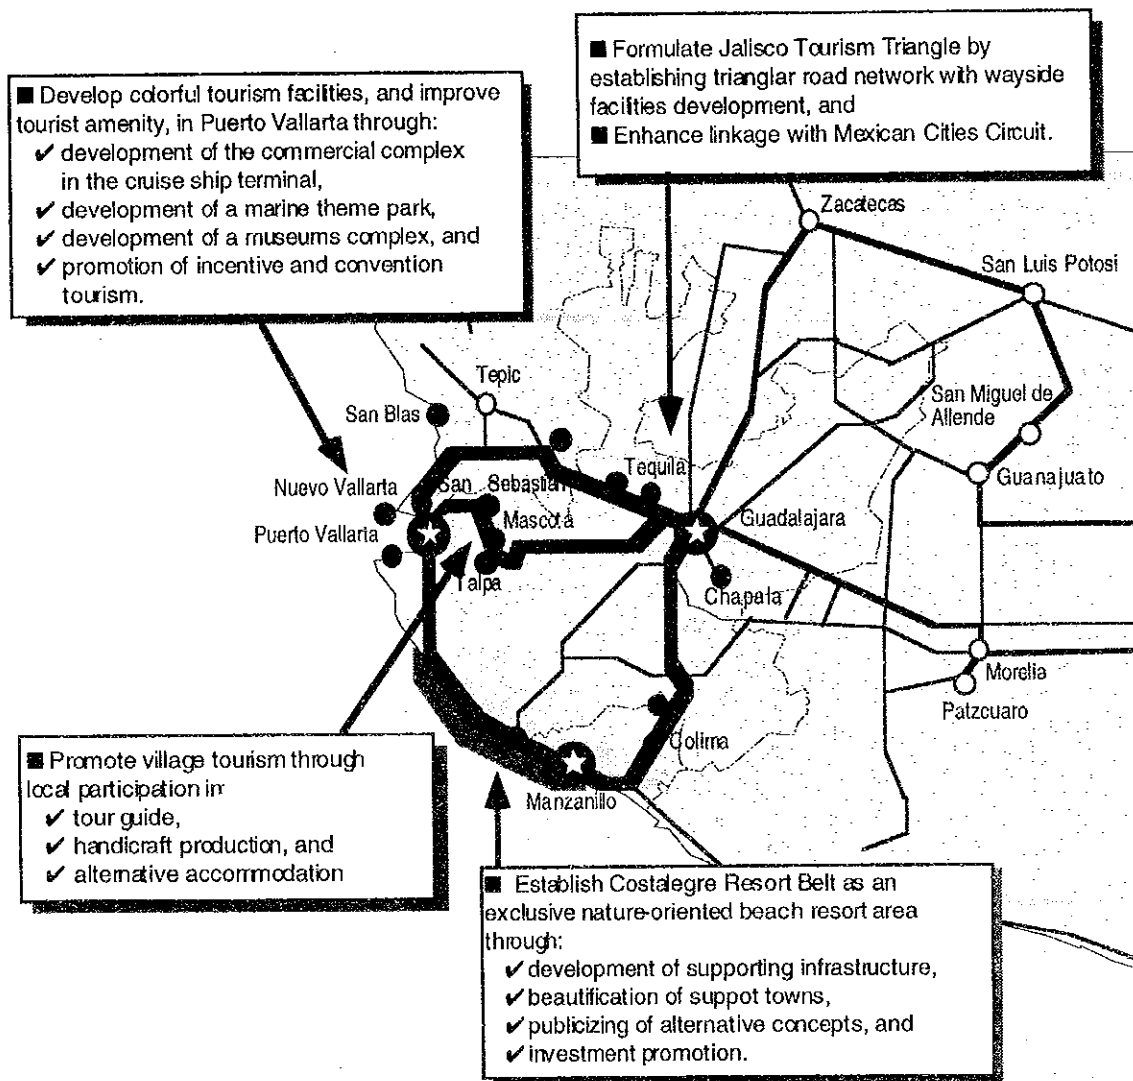 ■ Formulate Jalisco Tourism Triangle by
establishing trianglar road network with wayside
facilities development, and
■ Enhance linkage with Mexican Cities Circuit.
■ Develop colorful tourism facilities, and improve
tourist amenity, in Puerto Vallarta through:
✔ development of the commercial complex
in the cruise ship terminal,
✔ development of a marine theme park,
✔ development of a museums complex, and
✔ promotion of incentive and convention
tourism.
Zacatecas
San Luis Potosi
Tepic
San Blas
San Miguel de
Allende
Tequila
Guanajuato
Nuevo Vallarta
San Sebastian
Mascota
Guadalajara
Puerto Vallarta
Talpa
Chapala
Morelia
Patzcuaro
Colima
Manzanillo
■ Promote village tourism through
local participation in
✔ tour guide,
✔ handicraft production, and
✔ alternative accommodation
■ Establish Costalegre Resort Belt as an
exclusive nature-oriented beach resort area
through:
✔ development of supporting infrastructure,
✔ beautification of suppot towns,
✔ publicizing of alternative concepts, and
✔ investment promotion.